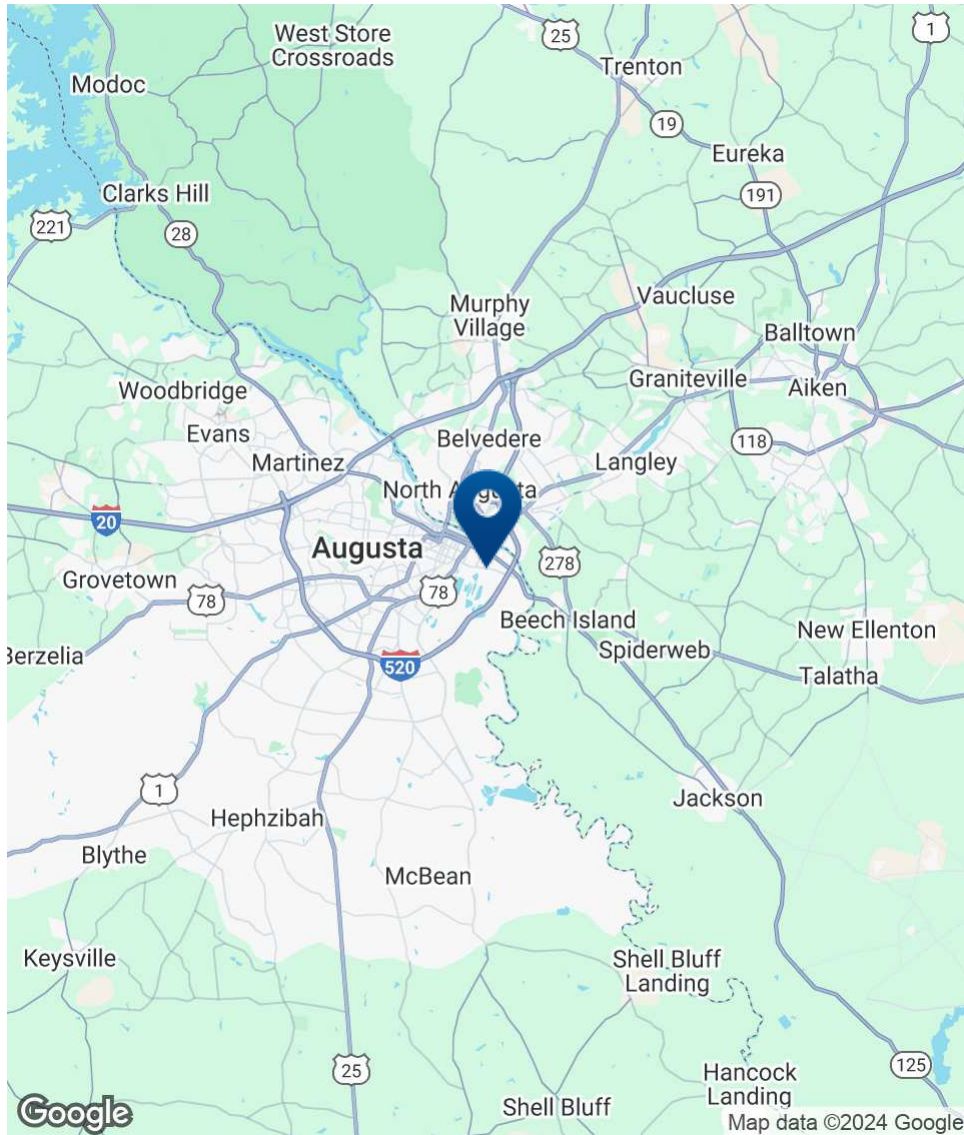 West Store
Crossroads
25
1
Modoc
Trenton
19
Eureka
191
Clarks Hill
221
28
Murphy
Village
Vaucluse
Balltown
Graniteville
Aiken
Woodbridge
Evans
Belvedere
118
Martinez
Langley
North Augusta
20
Augusta
278
Grovetown
78
78
Beech Island
New Ellenton
Berzelia
520
Spiderweb
Talatha
1
Jackson
Hephzibah
Blythe
McBean
Keysville
Shell Bluff
Landing
25
125
Hancock
Landing
Shell Bluff
Google
Map data ©2024 Google